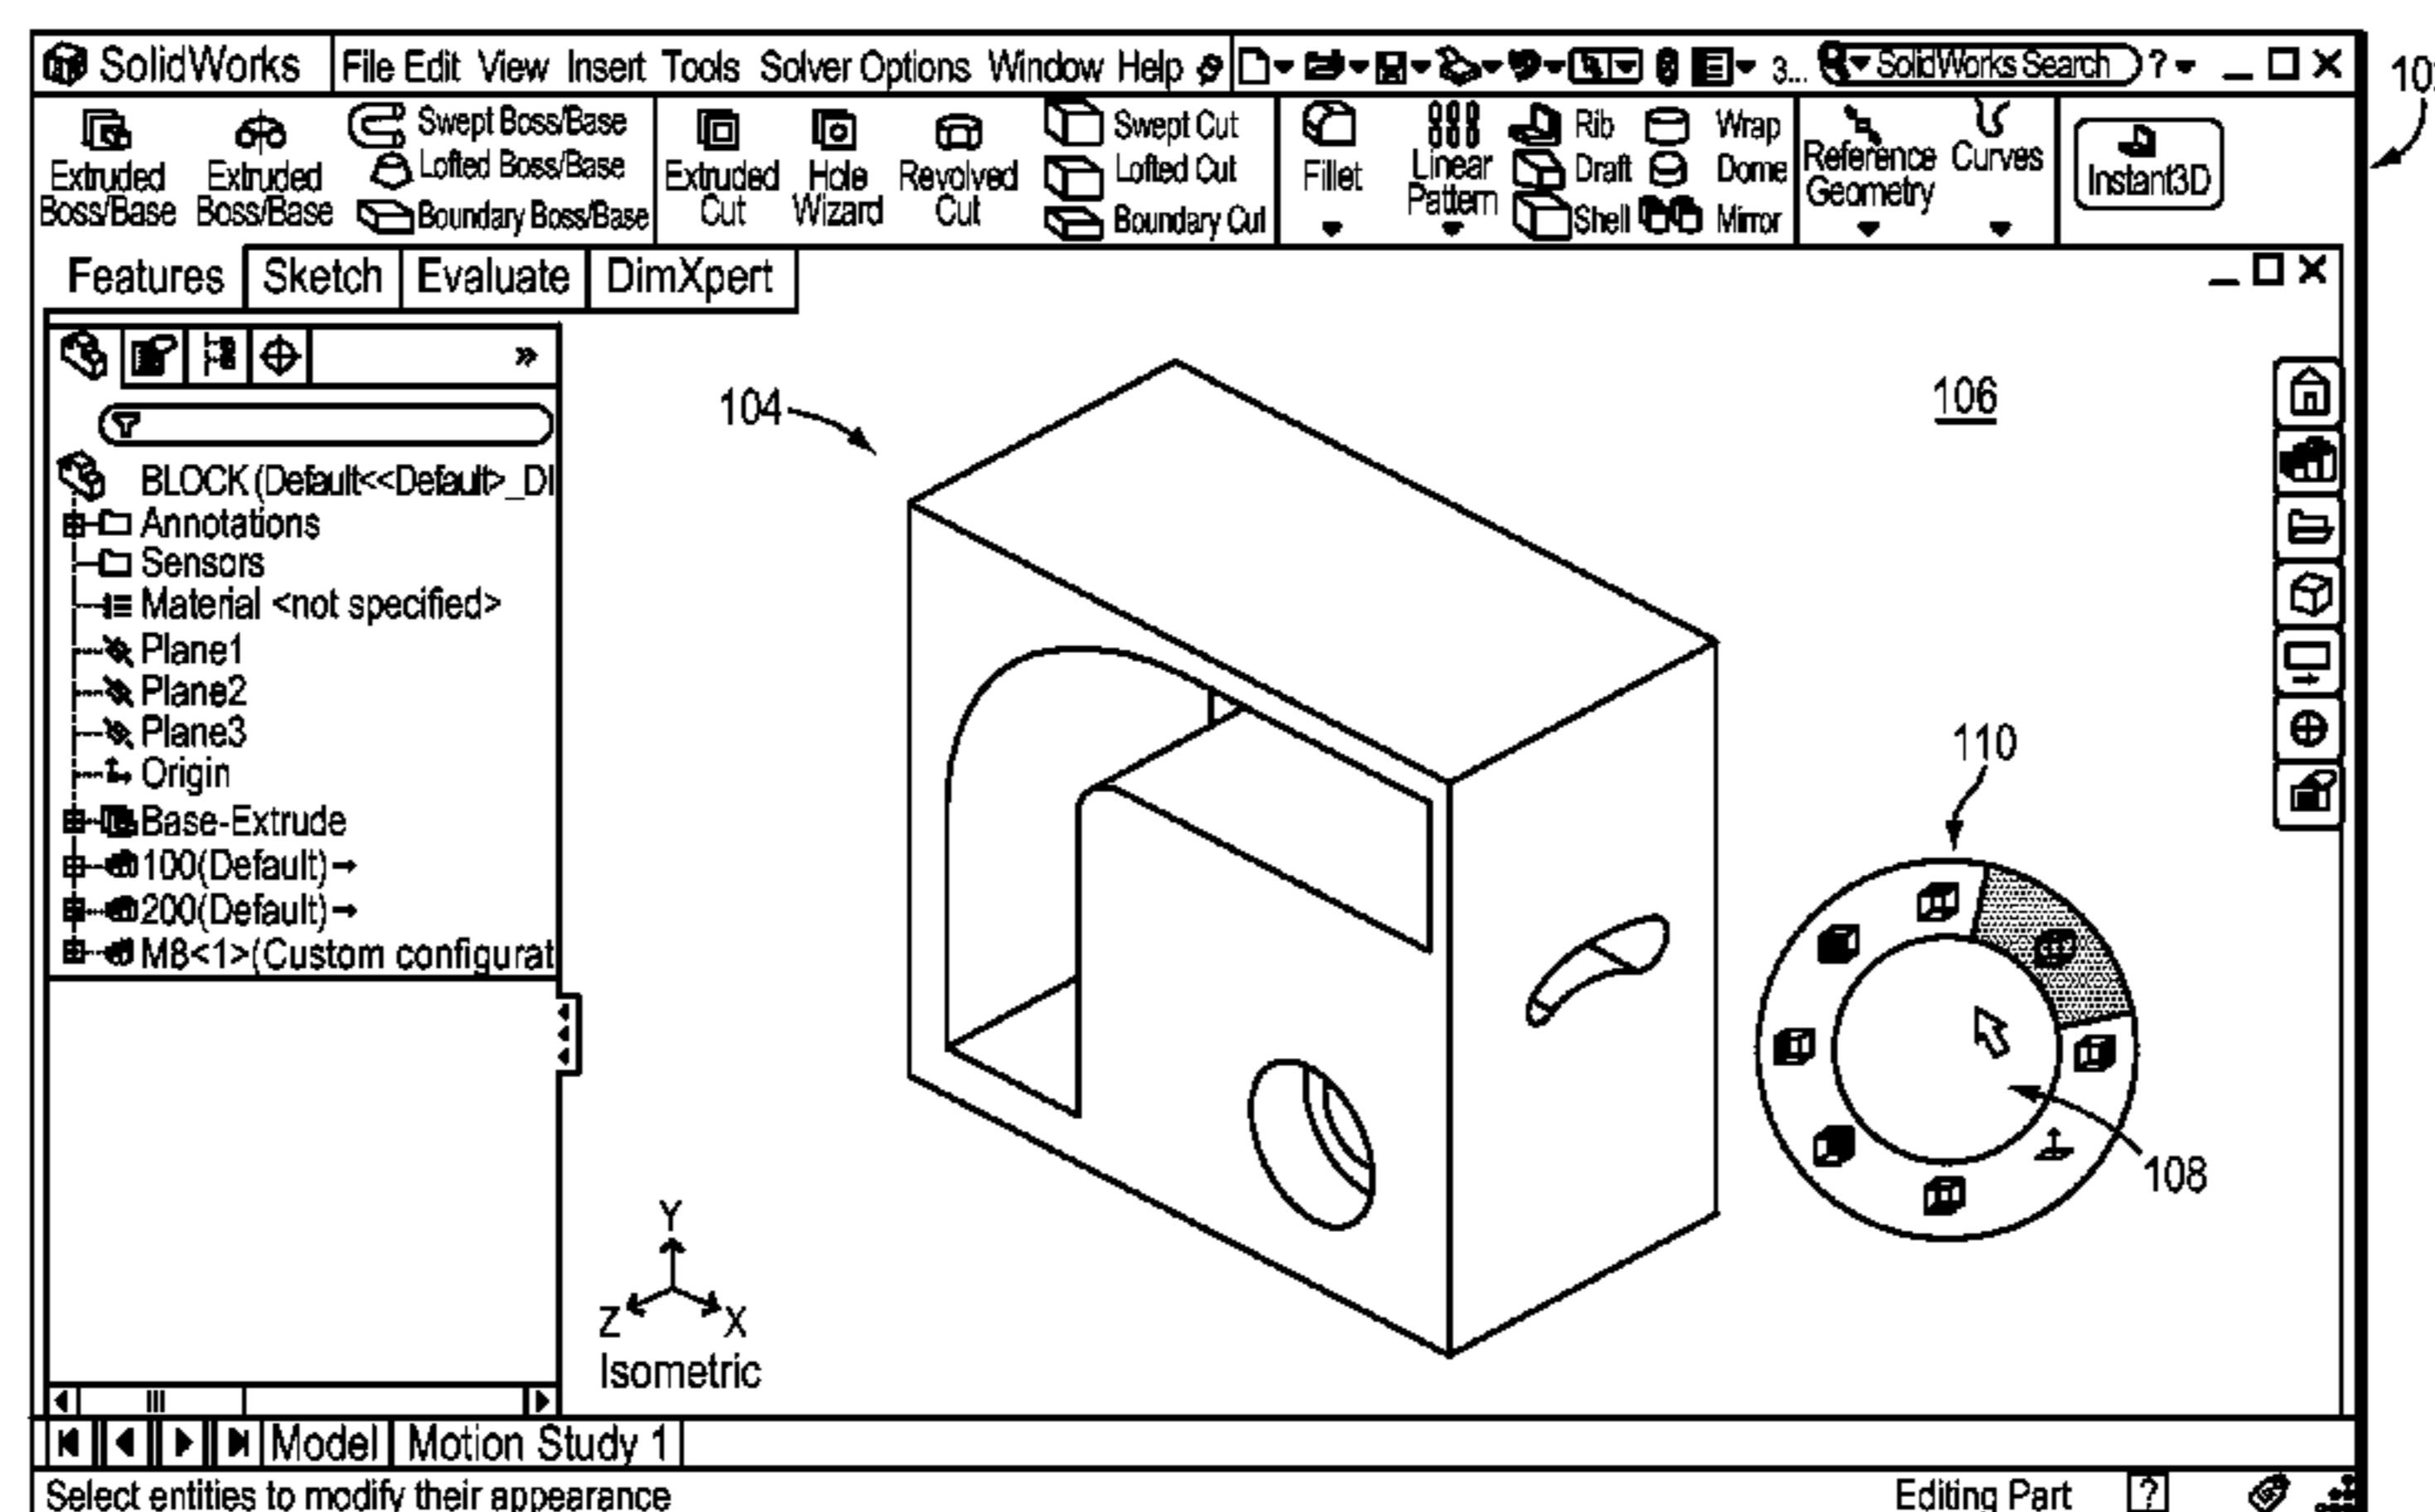 SolidWorks File Edit View Insert Tools Solver Options Window Help 3... SolidWorks Search ?
Extruded Boss/Base
Extruded Boss/Base
Swept Boss/Base
Lofted Boss/Base
Boundary Boss/Base
Extruded Cut
Hole Wizard
Revolved Cut
Swept Cut
Lofted Cut
Boundary Cut
Fillet
Linear Pattern
Rib
Draft
Shell
Wrap
Dome
Mirror
Reference Geometry
Curves
Instant3D
Features Sketch Evaluate DimXpert
BLOCK (Default<<Default>_DI
Annotations
Sensors
Material <not specified>
Plane1
Plane2
Plane3
Origin
Base-Extrude
100(Default)→
200(Default)→
M8<1>(Custom configurat
104
106
110
108
Y
Z X
Isometric
Model Motion Study 1
Select entities to modify their appearance Editing Part ?